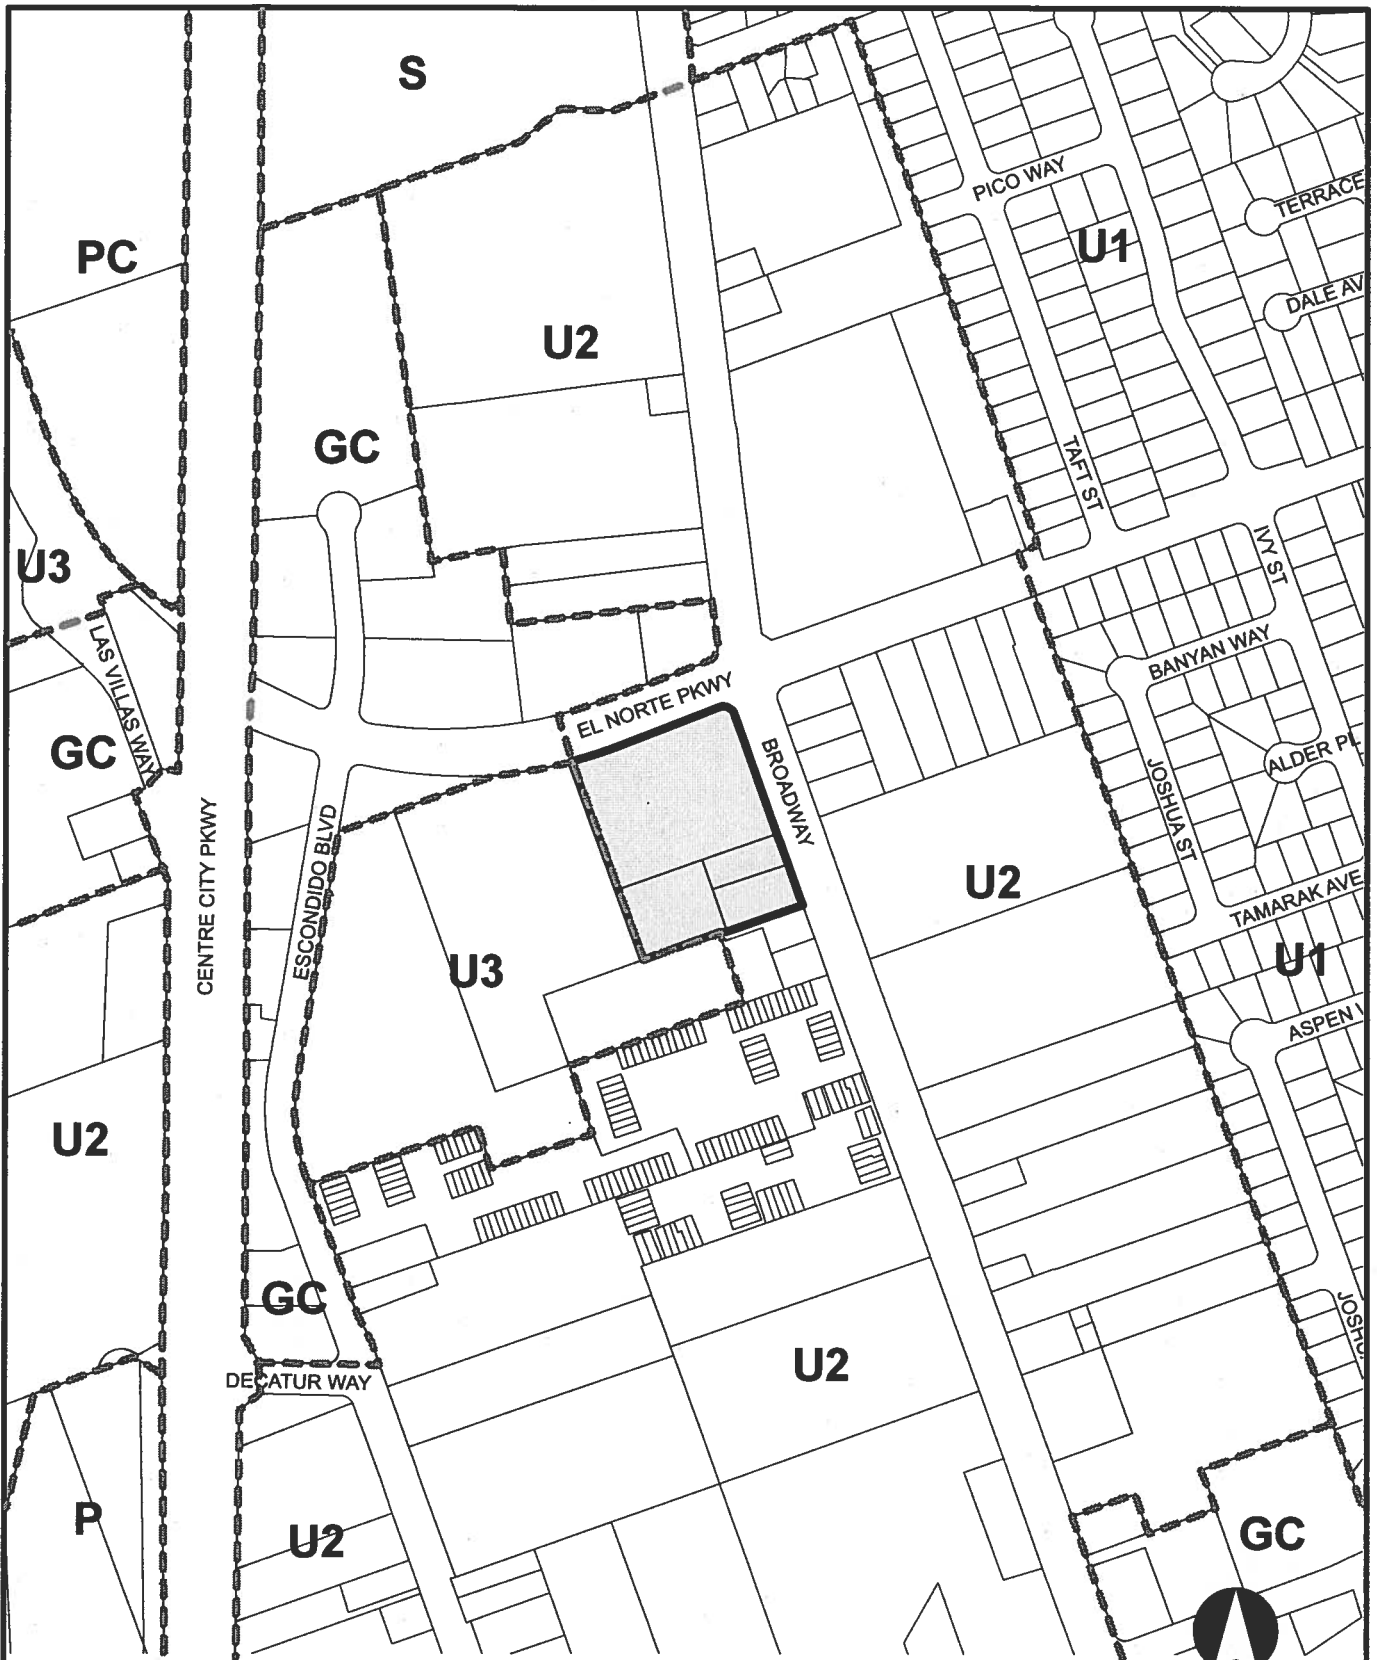 S
PICO WAY
TERRACE
PC
U1
DALE AV
U2
GC
TAFT ST
IVY ST
U3
LAS VILLAS WAY
BANYAN WAY
EL NORTE PKWY
GC
BROADWAY
ALDER PL
JOSHUA ST
CENTRE CITY PKWY
ESCONDIDO BLVD
U2
TAMARAK AVE
U3
U1
ASPEN
U2
GC
JOSHU
U2
DECATUR WAY
P
U2
GC